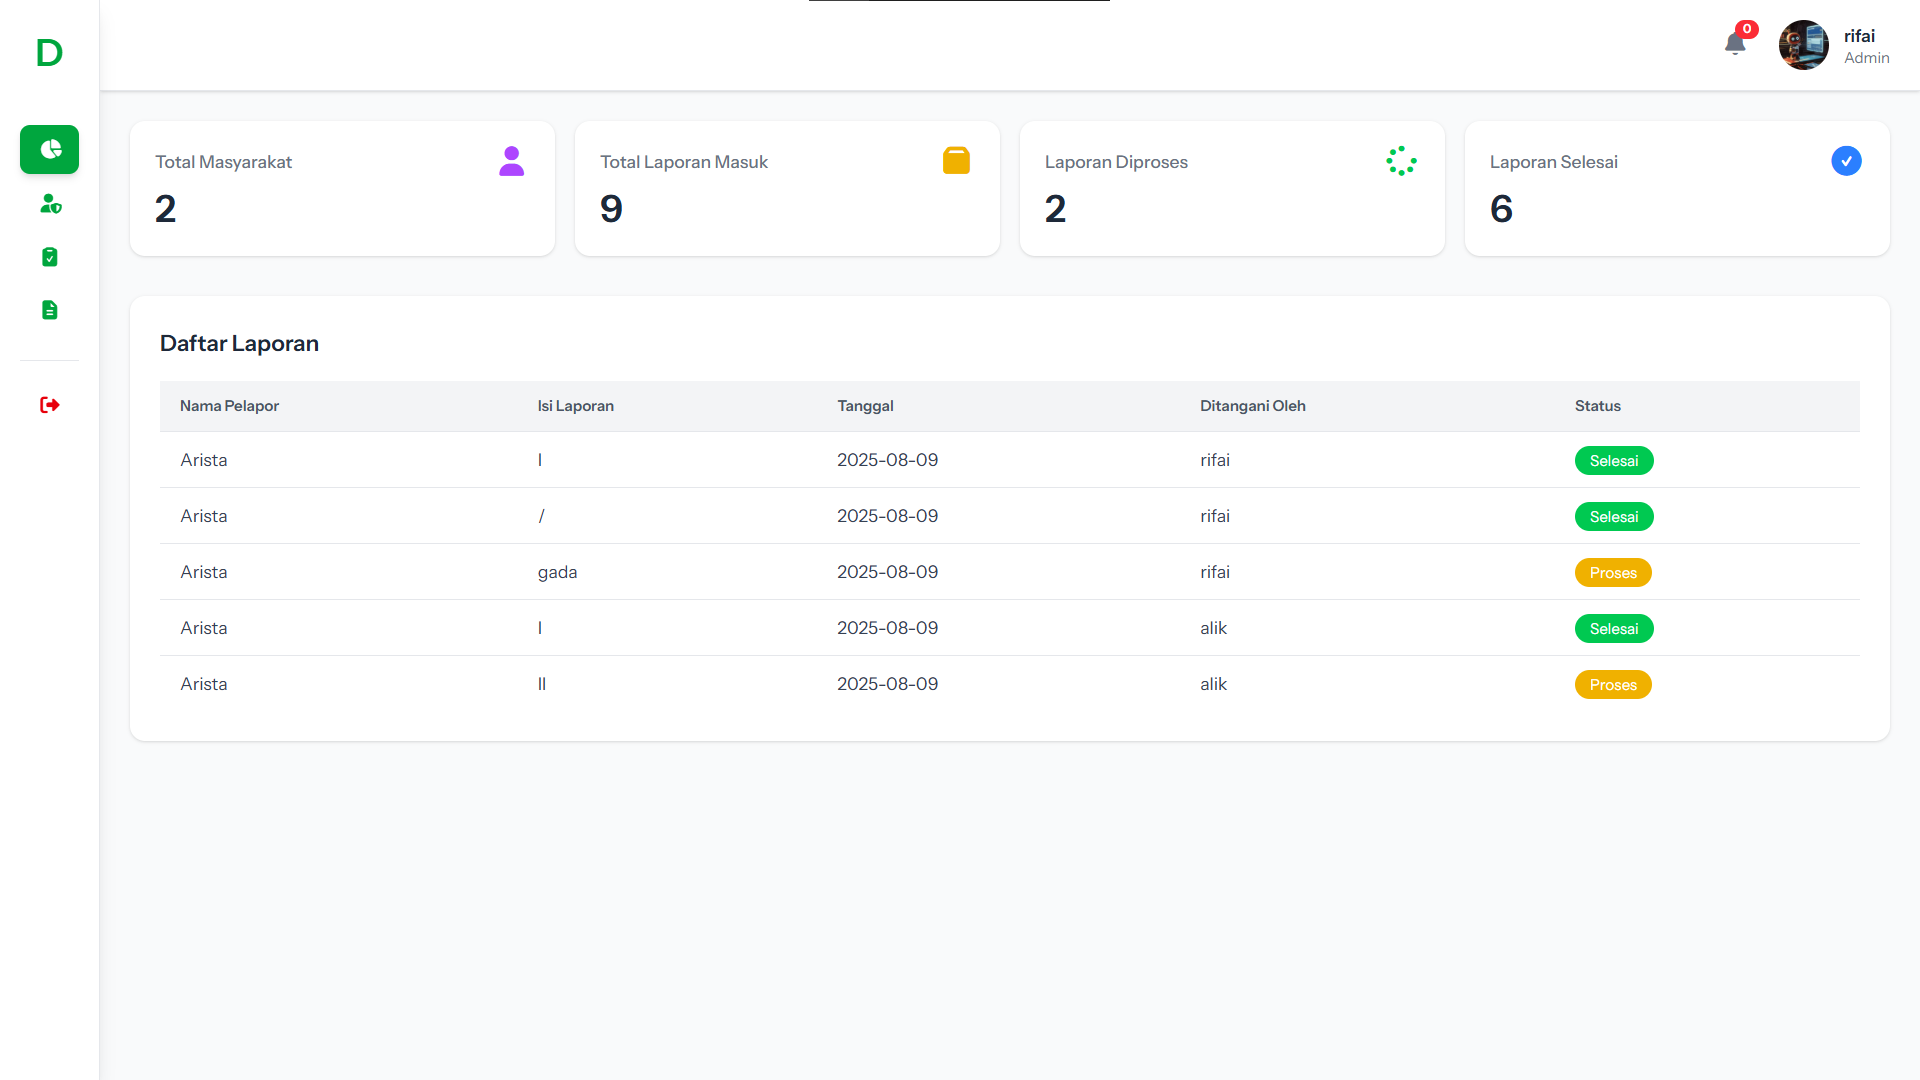 D
0
rifai
Admin
Total Masyarakat
2
Total Laporan Masuk
9
Laporan Diproses
2
Laporan Selesai
6
Daftar Laporan
Nama Pelapor Isi Laporan Tanggal Ditangani Oleh Status
Arista l 2025-08-09 rifai Selesai
Arista / 2025-08-09 rifai Selesai
Arista gada 2025-08-09 rifai Proses
Arista l 2025-08-09 alik Selesai
Arista ll 2025-08-09 alik Proses